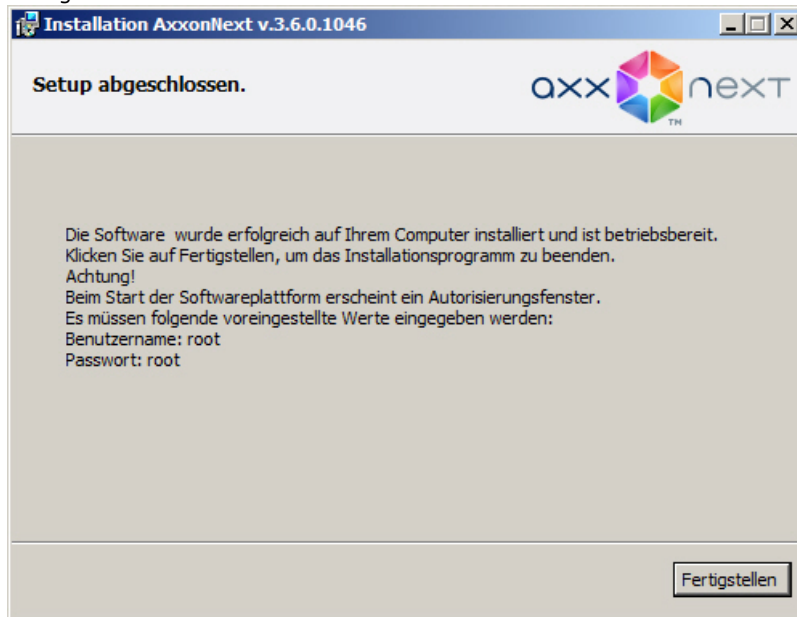 Installation AxxonNext v.3.6.0.1046
Setup abgeschlossen.
axx next
TM
Die Software wurde erfolgreich auf Ihrem Computer installiert und ist betriebsbereit.
Klicken Sie auf Fertigstellen, um das Installationsprogramm zu beenden.
Achtung!
Beim Start der Softwareplattform erscheint ein Autorisierungsfenster.
Es müssen folgende voreingestellte Werte eingegeben werden:
Benutzername: root
Passwort: root
Fertigstellen